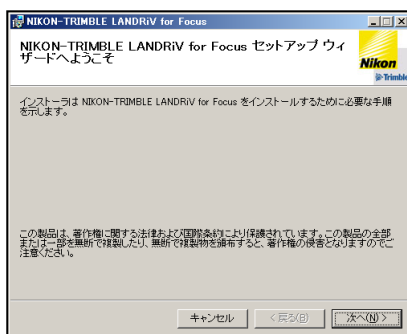 NIKON-TRIMBLE LANDRiV for Focus
NIKON-TRIMBLE LANDRiV for Focus セットアップ ウィ
ザードへようこそ
Nikon
Trimble
インストーラは NIKON-TRIMBLE LANDRiV for Focus をインストールするために必要な手順
を示します。
この製品は、著作権に関する法律および国際条約により保護されています。この製品の全部
または一部を無断で複製したり、無断で複製物を頒布すると、著作権の侵害となりますのでご
注意ください。
キャンセル
< 戻る(B)
次へ(N) >